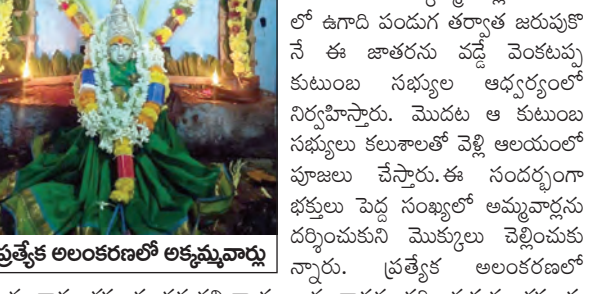 లో ఉగాది పండుగ తర్వాత జరుపుకొ
నే ఈ జాతరను వడ్డే వెంకటప్ప
కుటుంబ సభ్యుల ఆధ్వర్యంలో
నిర్వహిస్తారు. మొదట ఆ కుటుంబ
సభ్యులు కలుశాలతో వెళ్లి ఆలయంలో
పూజలు చేస్తారు.ఈ సందర్భంగా
భక్తులు పెద్ద సంఖ్యలో అమ్మవార్లను
దర్శించుకుని మొక్కులు చెల్లించుకు
న్నారు. ప్రత్యేక అలంకరణలో
ప్రత్యేక అలంకరణలో అక్కమ్మవార్లు